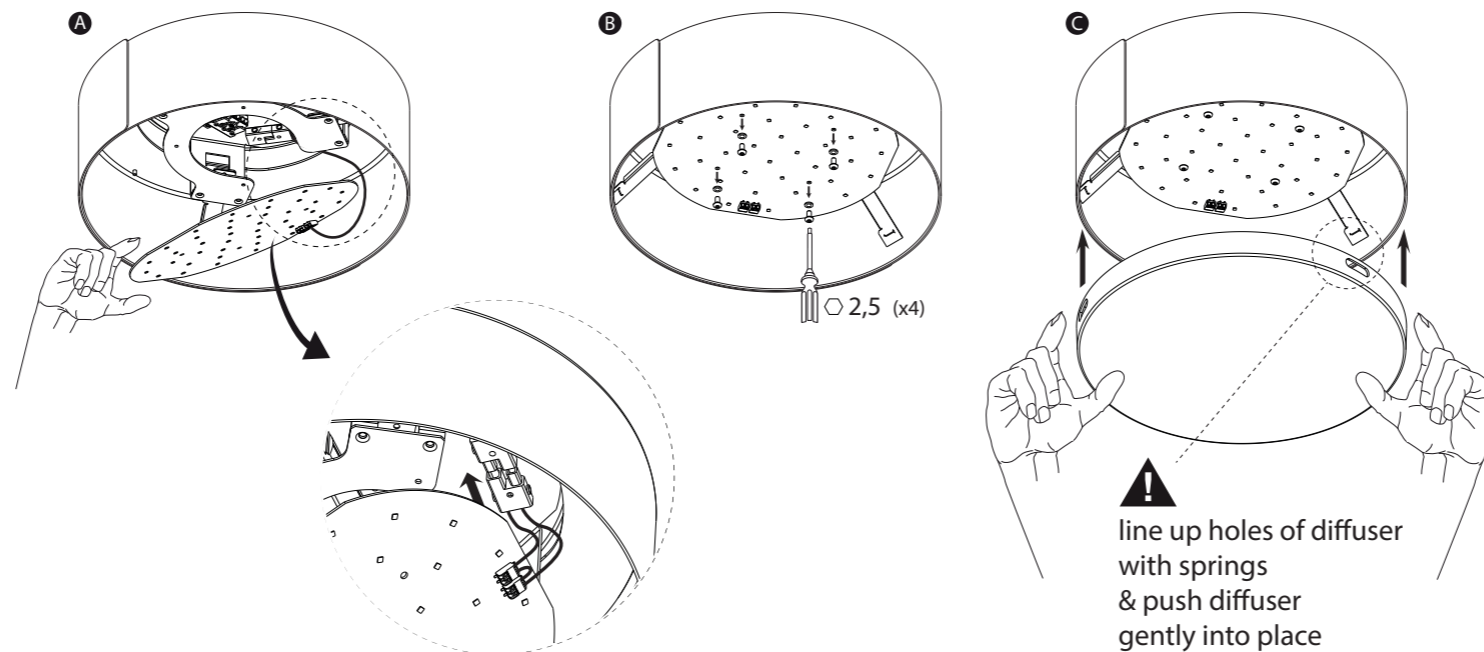 A
B
C
2,5 (x4)
line up holes of diffuser
with springs
& push diffuser
gently into place